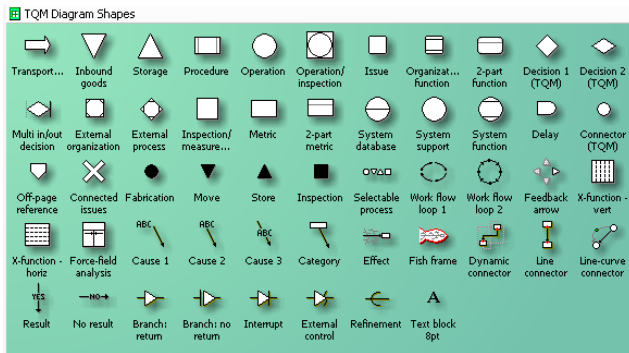 TQM Diagram Shapes
Transport... Inbound goods Storage Procedure Operation Operation/ inspection Issue Organizat... function 2-part function Decision 1 (TQM) Decision 2 (TQM)
Multi in/out decision External organization External process Inspection/ measure... Metric 2-part metric System database System support System function Delay Connector (TQM)
Off-page reference Connected issues Fabrication Move Store Inspection Selectable process Work flow loop 1 Work flow loop 2 Feedback arrow X-function - vert
ABC ABC ABC
X-function - horiz Force-field analysis Cause 1 Cause 2 Cause 3 Category Effect Fish frame Dynamic connector Line connector Line-curve connector
YES NO A
Result No result Branch: return Branch: no return Interrupt External control Refinement Text block 8pt